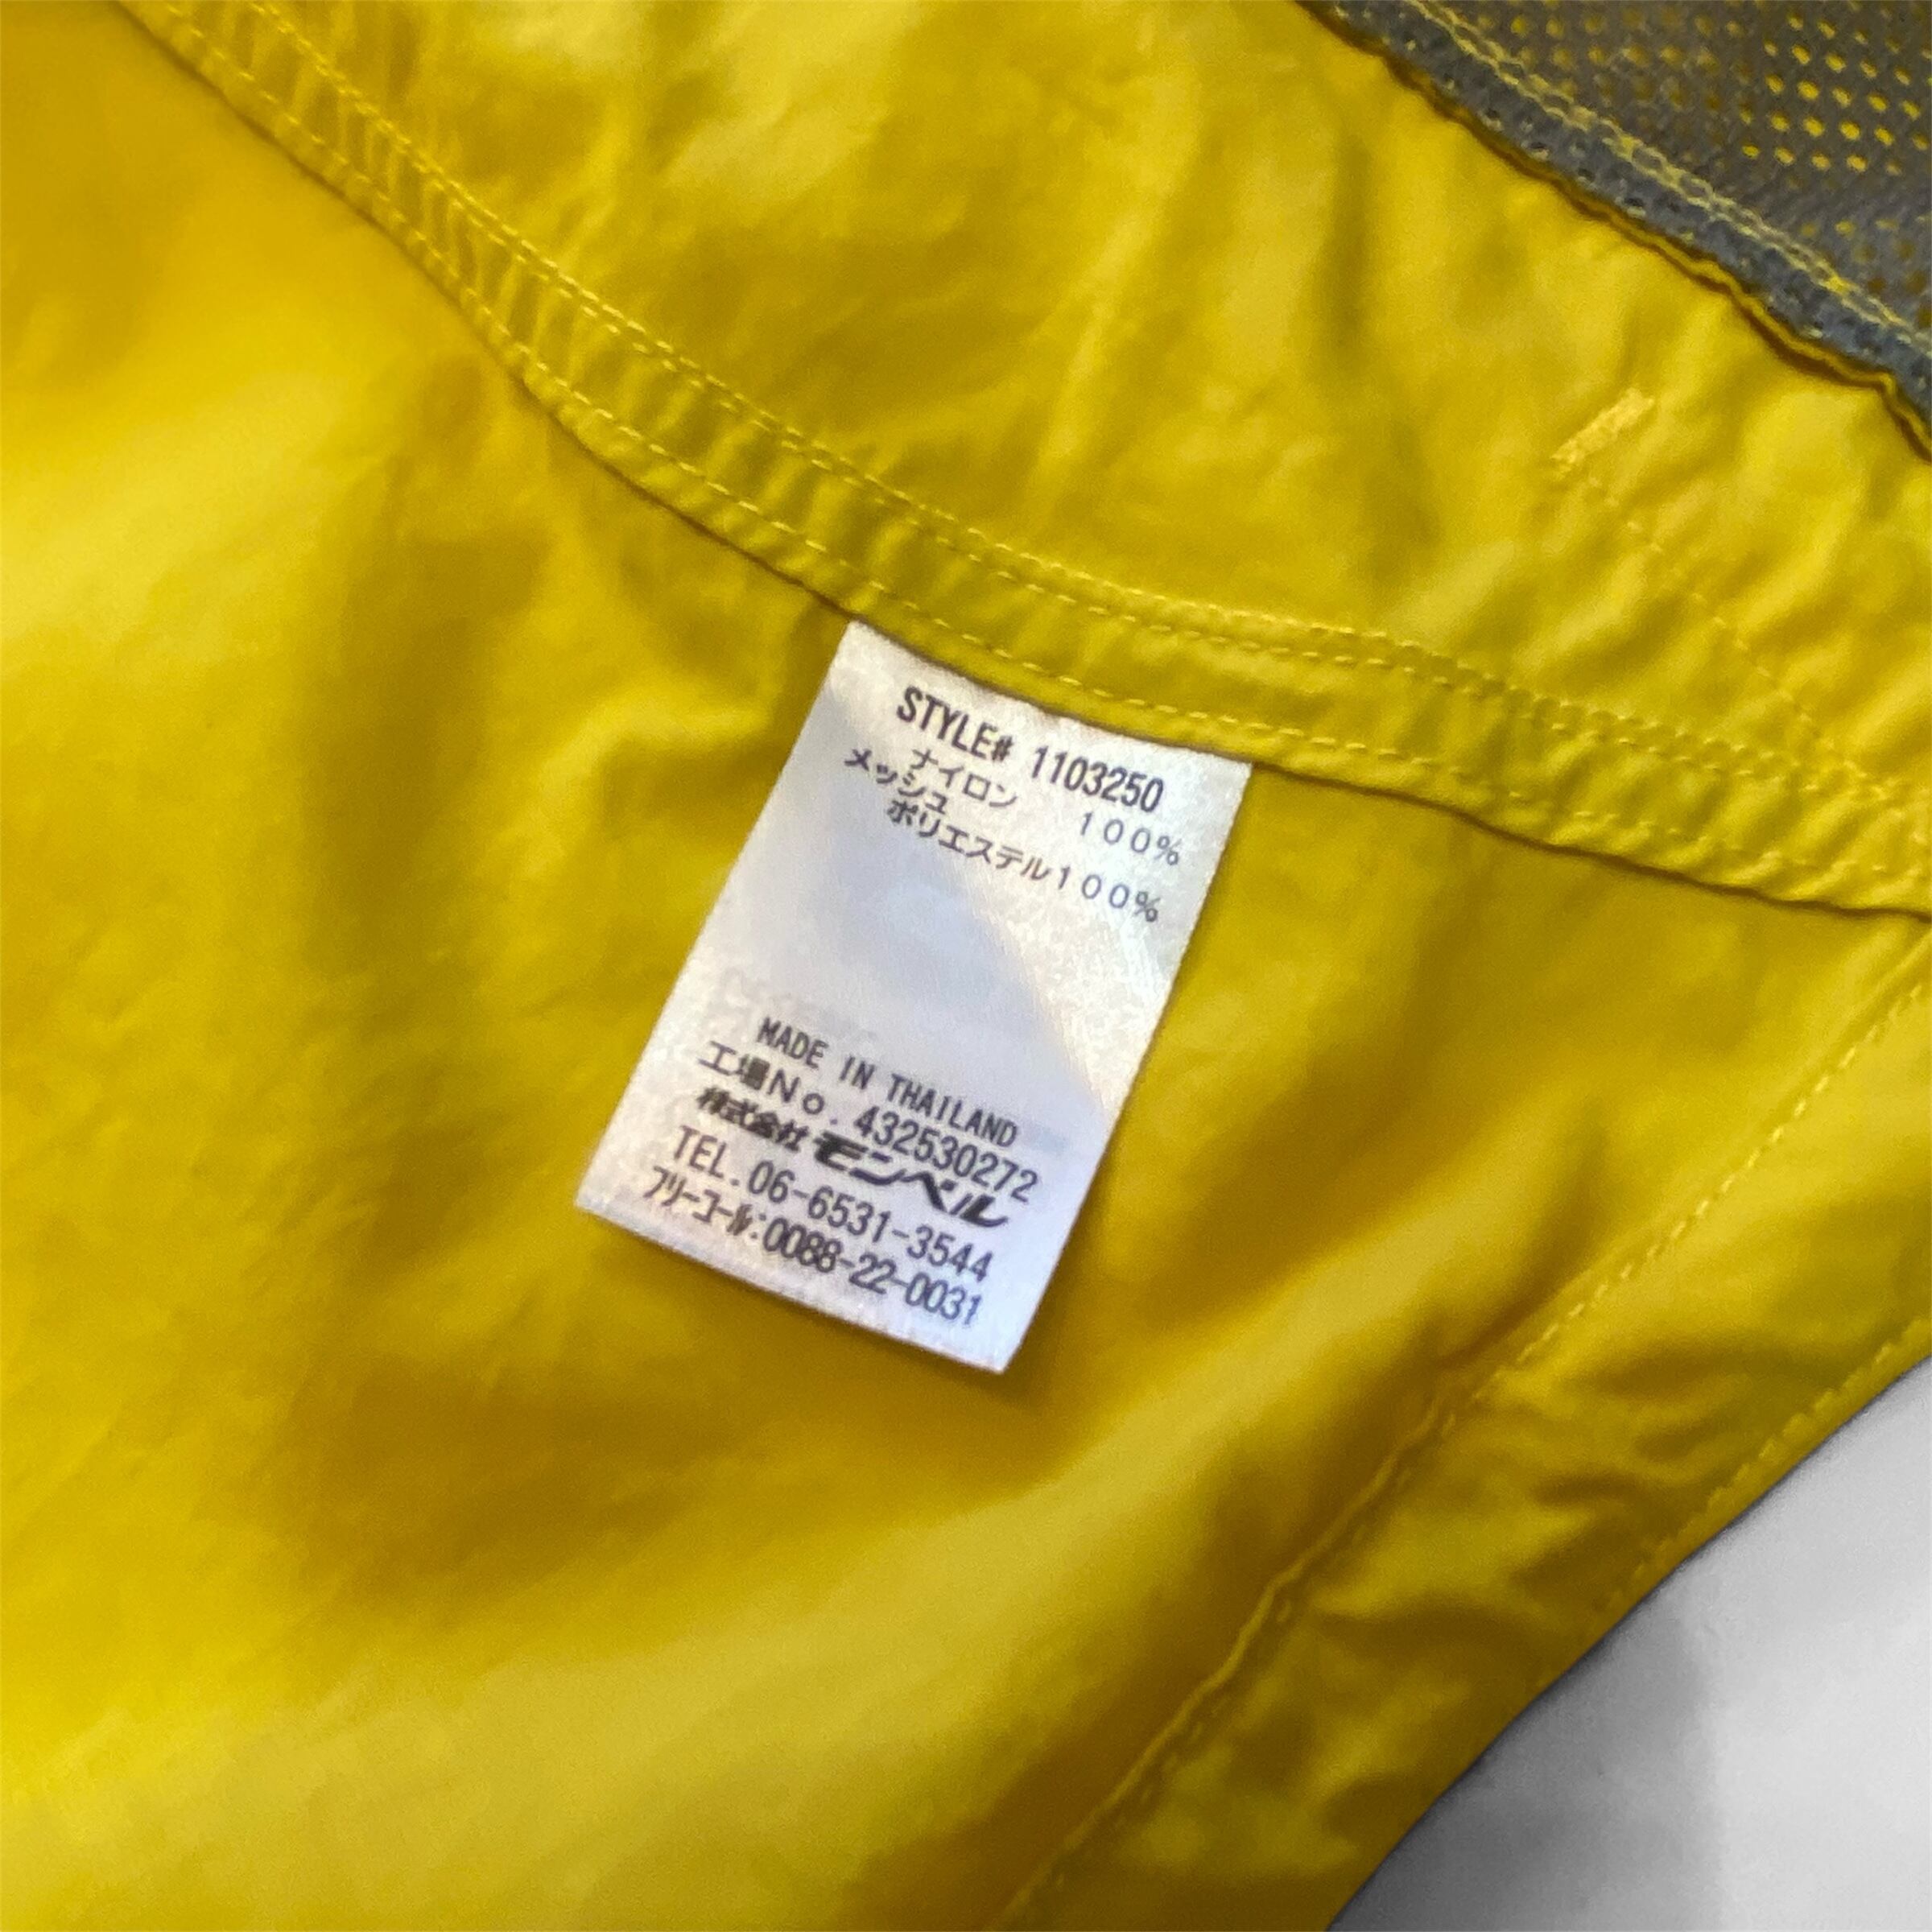 STYLE# 1103250
ナイロン 100%
メッシュ
ポリエステル100%
MADE IN THAILAND
工場No. 432530272
株式会社 モンベル
TEL.06-6531-3544
フリーコール:0088-22-0031